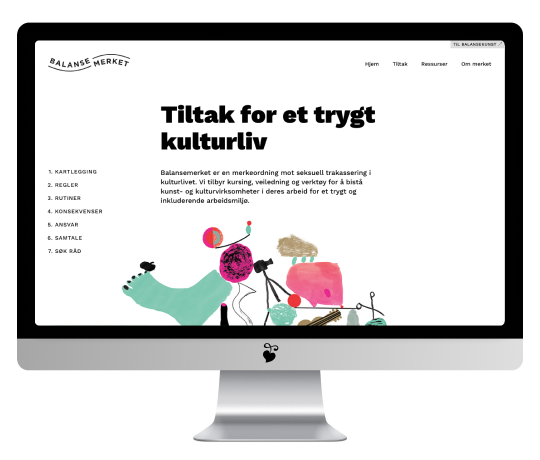 TIL BALANSEKUNST ↗
BALANSE MERKET
Hjem Tiltak Ressurser Om merket
Tiltak for et trygt
kulturliv
Balansemerket er en merkeordning mot seksuell trakassering i
kulturlivet. Vi tilbyr kursing, veiledning og verktøy for å bistå
kunst- og kulturvirksomheter i deres arbeid for et trygt og
inkluderende arbeidsmiljø.
1. KARTLEGGING
2. REGLER
3. RUTINER
4. KONSEKVENSER
5. ANSVAR
6. SAMTALE
7. SØK RÅD